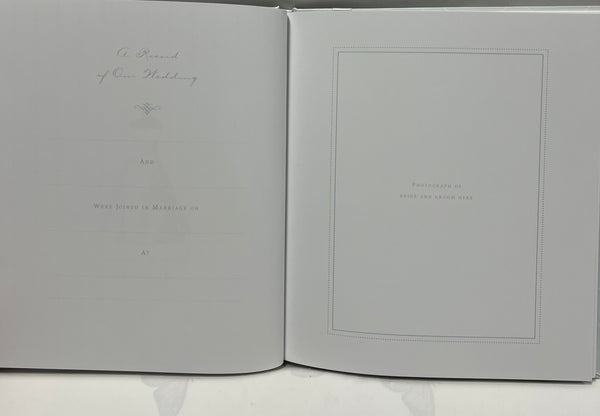 A Record
of Our Wedding
And
Were Joined in Marriage on
At
Photograph of
bride and groom here